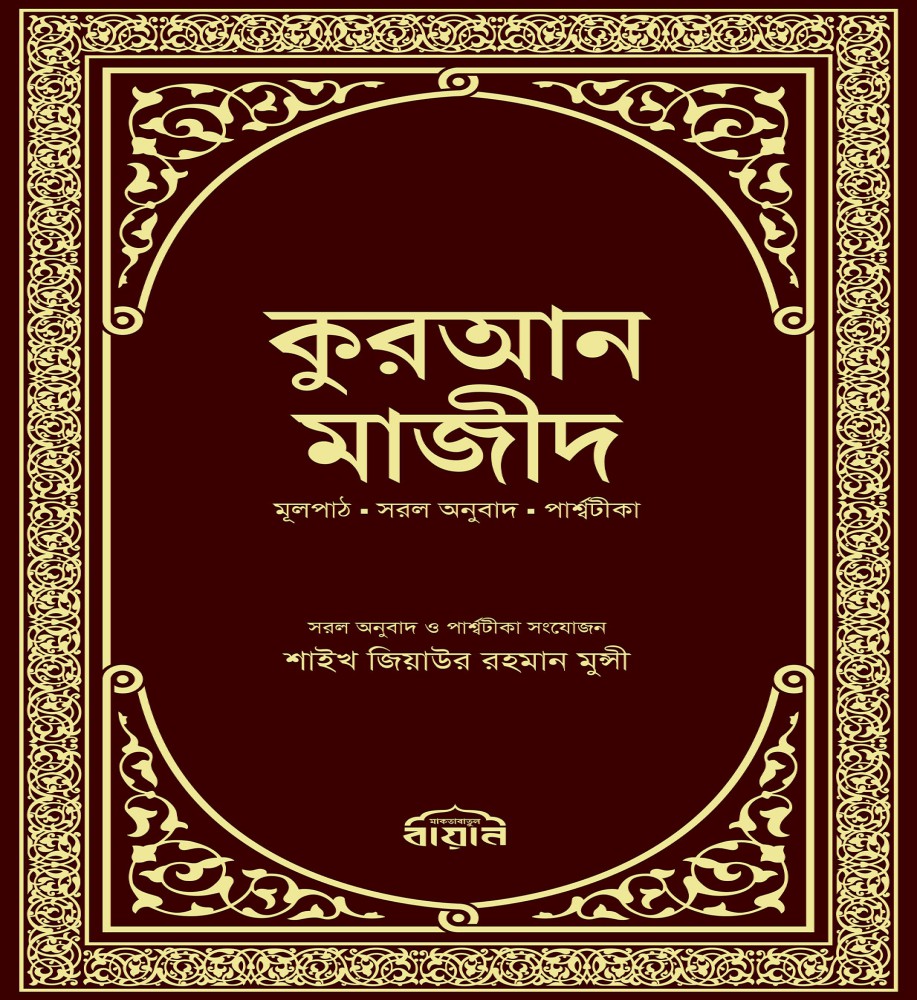 কুরআন
মাজীদ
মূলপাঠ ▪ সরল অনুবাদ ▪ পার্শ্বটীকা
সরল অনুবাদ ও পার্শ্বটীকা সংযোজন
শাইখ জিয়াউর রহমান মুন্সী
মাকতাবাতুল
বায়ান